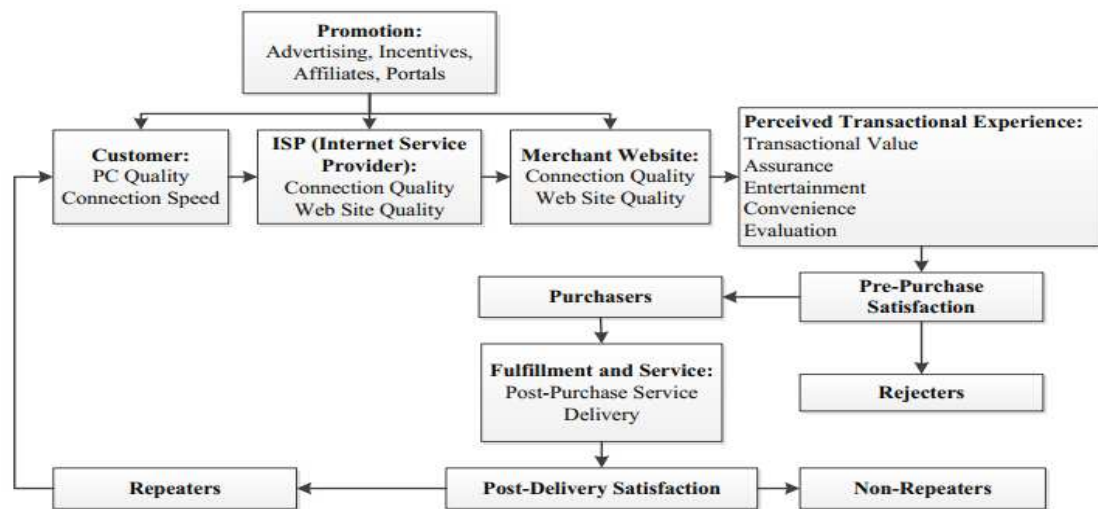 Promotion:
Advertising, Incentives,
Affiliates, Portals
Customer:
PC Quality
Connection Speed
ISP (Internet Service
Provider):
Connection Quality
Web Site Quality
Merchant Website:
Connection Quality
Web Site Quality
Perceived Transactional Experience:
Transactional Value
Assurance
Entertainment
Convenience
Evaluation
Purchasers
Pre-Purchase
Satisfaction
Fulfillment and Service:
Post-Purchase Service
Delivery
Rejecters
Repeaters
Post-Delivery Satisfaction
Non-Repeaters